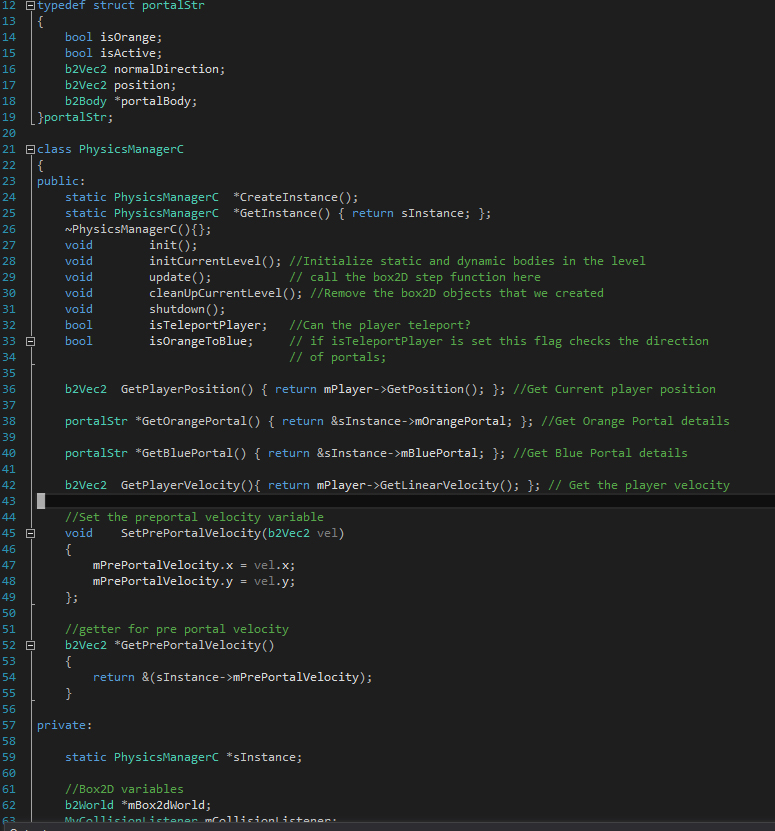 12 typedef struct portalStr
13 {
14 bool isOrange;
15 bool isActive;
16 b2Vec2 normalDirection;
17 b2Vec2 position;
18 b2Body *portalBody;
19 }portalStr;
20
21 class PhysicsManagerC
22 {
23 public:
24 static PhysicsManagerC *CreateInstance();
25 static PhysicsManagerC *GetInstance() { return sInstance; };
26 ~PhysicsManagerC(){};
27 void init();
28 void initCurrentLevel(); //Initialize static and dynamic bodies in the level
29 void update(); // call the box2D step function here
30 void cleanUpCurrentLevel(); //Remove the box2D objects that we created
31 void shutdown();
32 bool isTeleportPlayer; //Can the player teleport?
33 bool isOrangeToBlue; // if isTeleportPlayer is set this flag checks the direction
34 // of portals;
35
36 b2Vec2 GetPlayerPosition() { return mPlayer->GetPosition(); }; //Get Current player position
37
38 portalStr *GetOrangePortal() { return &sInstance->mOrangePortal; }; //Get Orange Portal details
39
40 portalStr *GetBluePortal() { return &sInstance->mBluePortal; }; //Get Blue Portal details
41
42 b2Vec2 GetPlayerVelocity(){ return mPlayer->GetLinearVelocity(); }; // Get the player velocity
43
44 //Set the preportal velocity variable
45 void SetPrePortalVelocity(b2Vec2 vel)
46 {
47 mPrePortalVelocity.x = vel.x;
48 mPrePortalVelocity.y = vel.y;
49 };
50
51 //getter for pre portal velocity
52 b2Vec2 *GetPrePortalVelocity()
53 {
54 return &(sInstance->mPrePortalVelocity);
55 }
56
57 private:
58
59 static PhysicsManagerC *sInstance;
60
61 //Box2D variables
62 b2World *mBox2dWorld;
63 MyCollisionListener mCollisionListener;